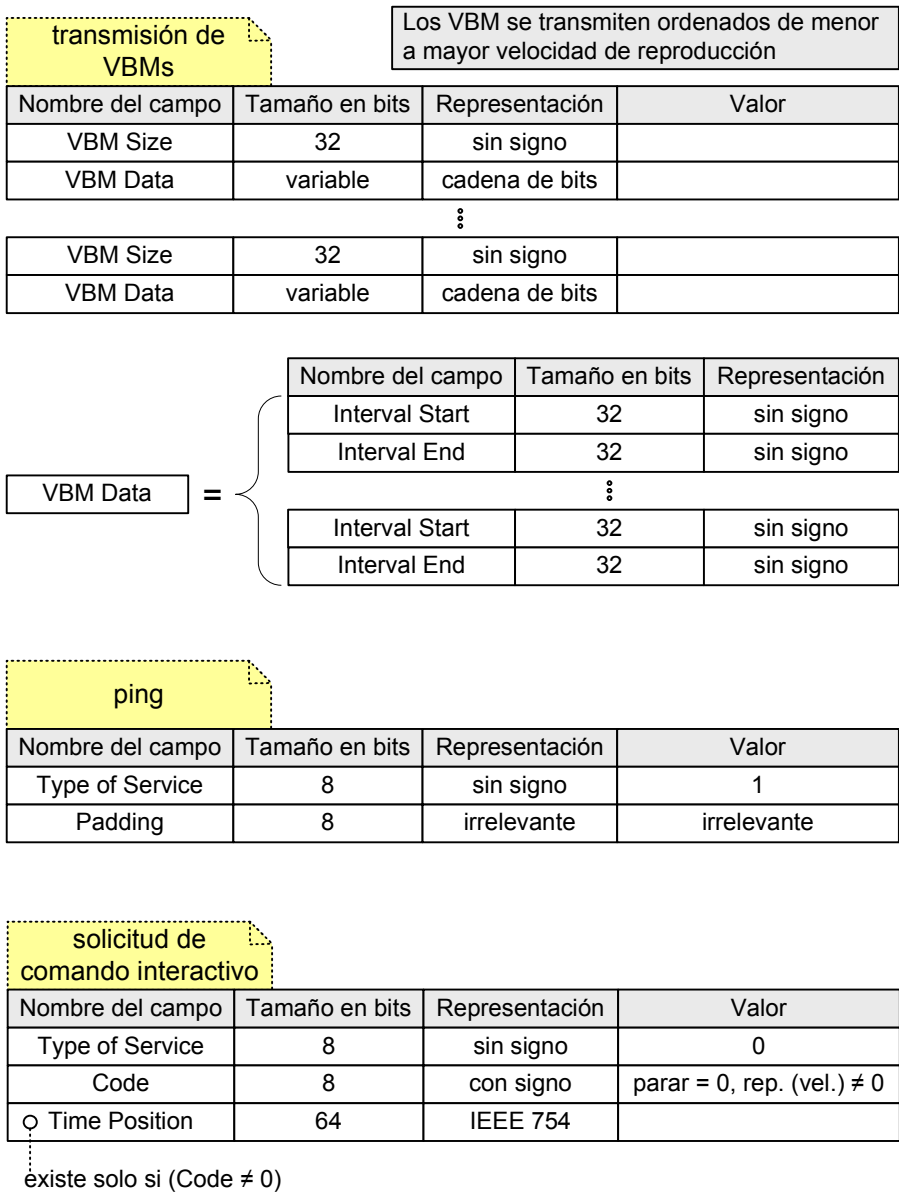 transmisión de
VBMs
Los VBM se transmiten ordenados de menor
a mayor velocidad de reproducción
Nombre del campo Tamaño en bits Representación Valor
VBM Size 32 sin signo
VBM Data variable cadena de bits
VBM Size 32 sin signo
VBM Data variable cadena de bits
Nombre del campo Tamaño en bits Representación
Interval Start 32 sin signo
Interval End 32 sin signo
VBM Data =
Interval Start 32 sin signo
Interval End 32 sin signo
ping
Nombre del campo Tamaño en bits Representación Valor
Type of Service 8 sin signo 1
Padding 8 irrelevante irrelevante
solicitud de
comando interactivo
Nombre del campo Tamaño en bits Representación Valor
Type of Service 8 sin signo 0
Code 8 con signo parar = 0, rep. (vel.) ≠ 0
Time Position 64 IEEE 754
existe solo si (Code ≠ 0)